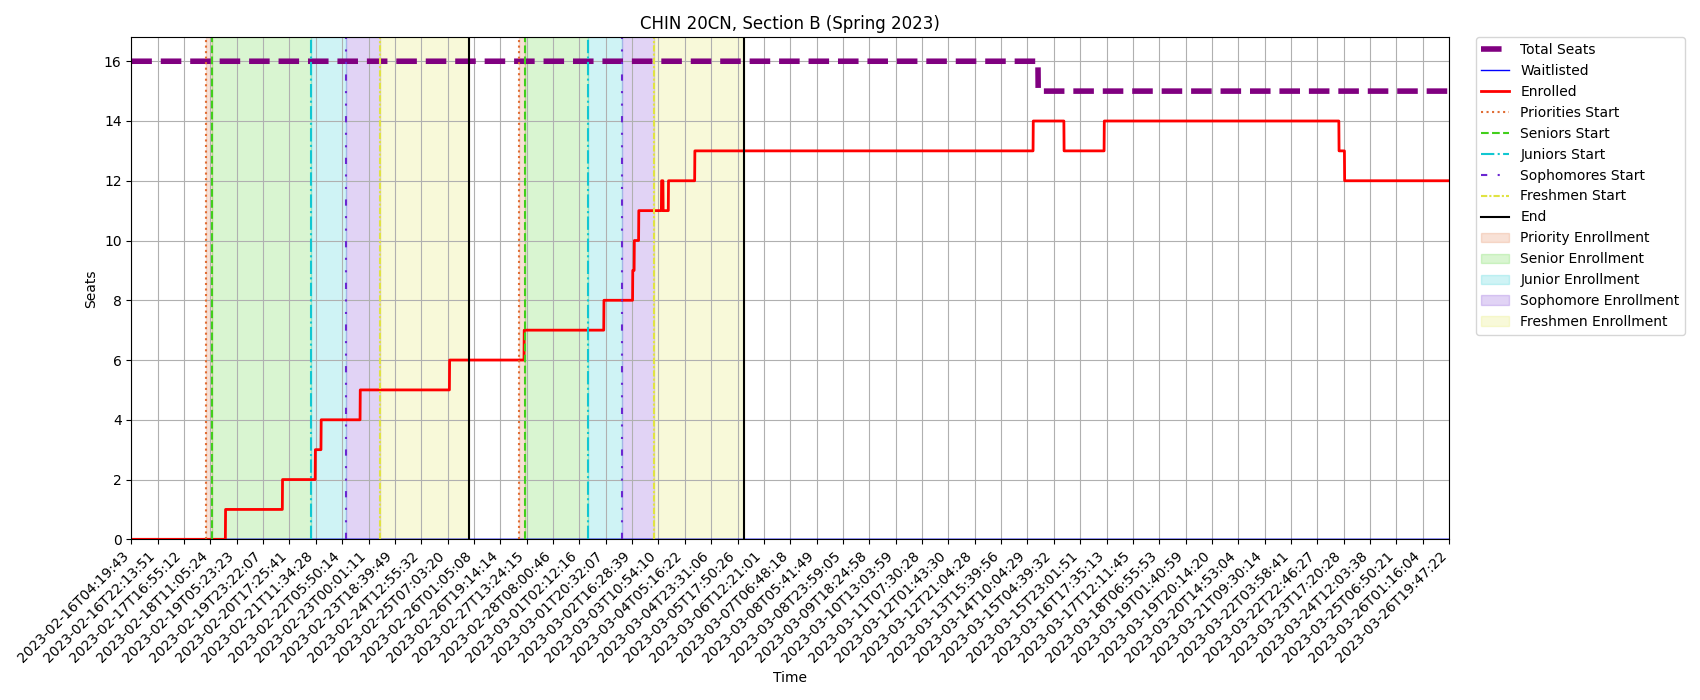 CHIN 20CN, Section B (Spring 2023)
Seats
16
14
12
10
8
6
4
2
0
2023-02-16T04:19:43
2023-02-16T22:13:51
2023-02-17T16:55:12
2023-02-18T11:05:24
2023-02-19T05:23:23
2023-02-19T23:22:07
2023-02-20T17:25:41
2023-02-21T11:34:28
2023-02-22T05:50:14
2023-02-23T00:01:11
2023-02-23T18:39:49
2023-02-24T12:55:32
2023-02-25T07:03:20
2023-02-26T01:05:08
2023-02-26T19:14:14
2023-02-27T13:24:15
2023-02-28T08:00:46
2023-03-01T02:12:16
2023-03-01T20:32:07
2023-03-02T16:28:39
2023-03-03T10:54:10
2023-03-04T05:16:22
2023-03-04T23:31:06
2023-03-05T17:50:26
2023-03-06T12:21:01
2023-03-07T06:48:18
2023-03-08T05:41:49
2023-03-08T23:59:05
2023-03-09T18:24:58
2023-03-10T13:03:59
2023-03-11T07:30:28
2023-03-12T01:43:30
2023-03-12T21:04:28
2023-03-13T15:39:56
2023-03-14T10:04:29
2023-03-15T04:39:32
2023-03-15T23:01:51
2023-03-16T17:35:13
2023-03-17T12:11:45
2023-03-18T06:55:53
2023-03-19T01:40:59
2023-03-19T20:14:20
2023-03-20T14:53:04
2023-03-21T09:30:14
2023-03-22T03:58:41
2023-03-22T22:46:27
2023-03-23T17:20:28
2023-03-24T12:03:38
2023-03-25T06:50:21
2023-03-26T01:16:04
2023-03-26T19:47:22
Time
Total Seats
Waitlisted
Enrolled
Priorities Start
Seniors Start
Juniors Start
Sophomores Start
Freshmen Start
End
Priority Enrollment
Senior Enrollment
Junior Enrollment
Sophomore Enrollment
Freshmen Enrollment